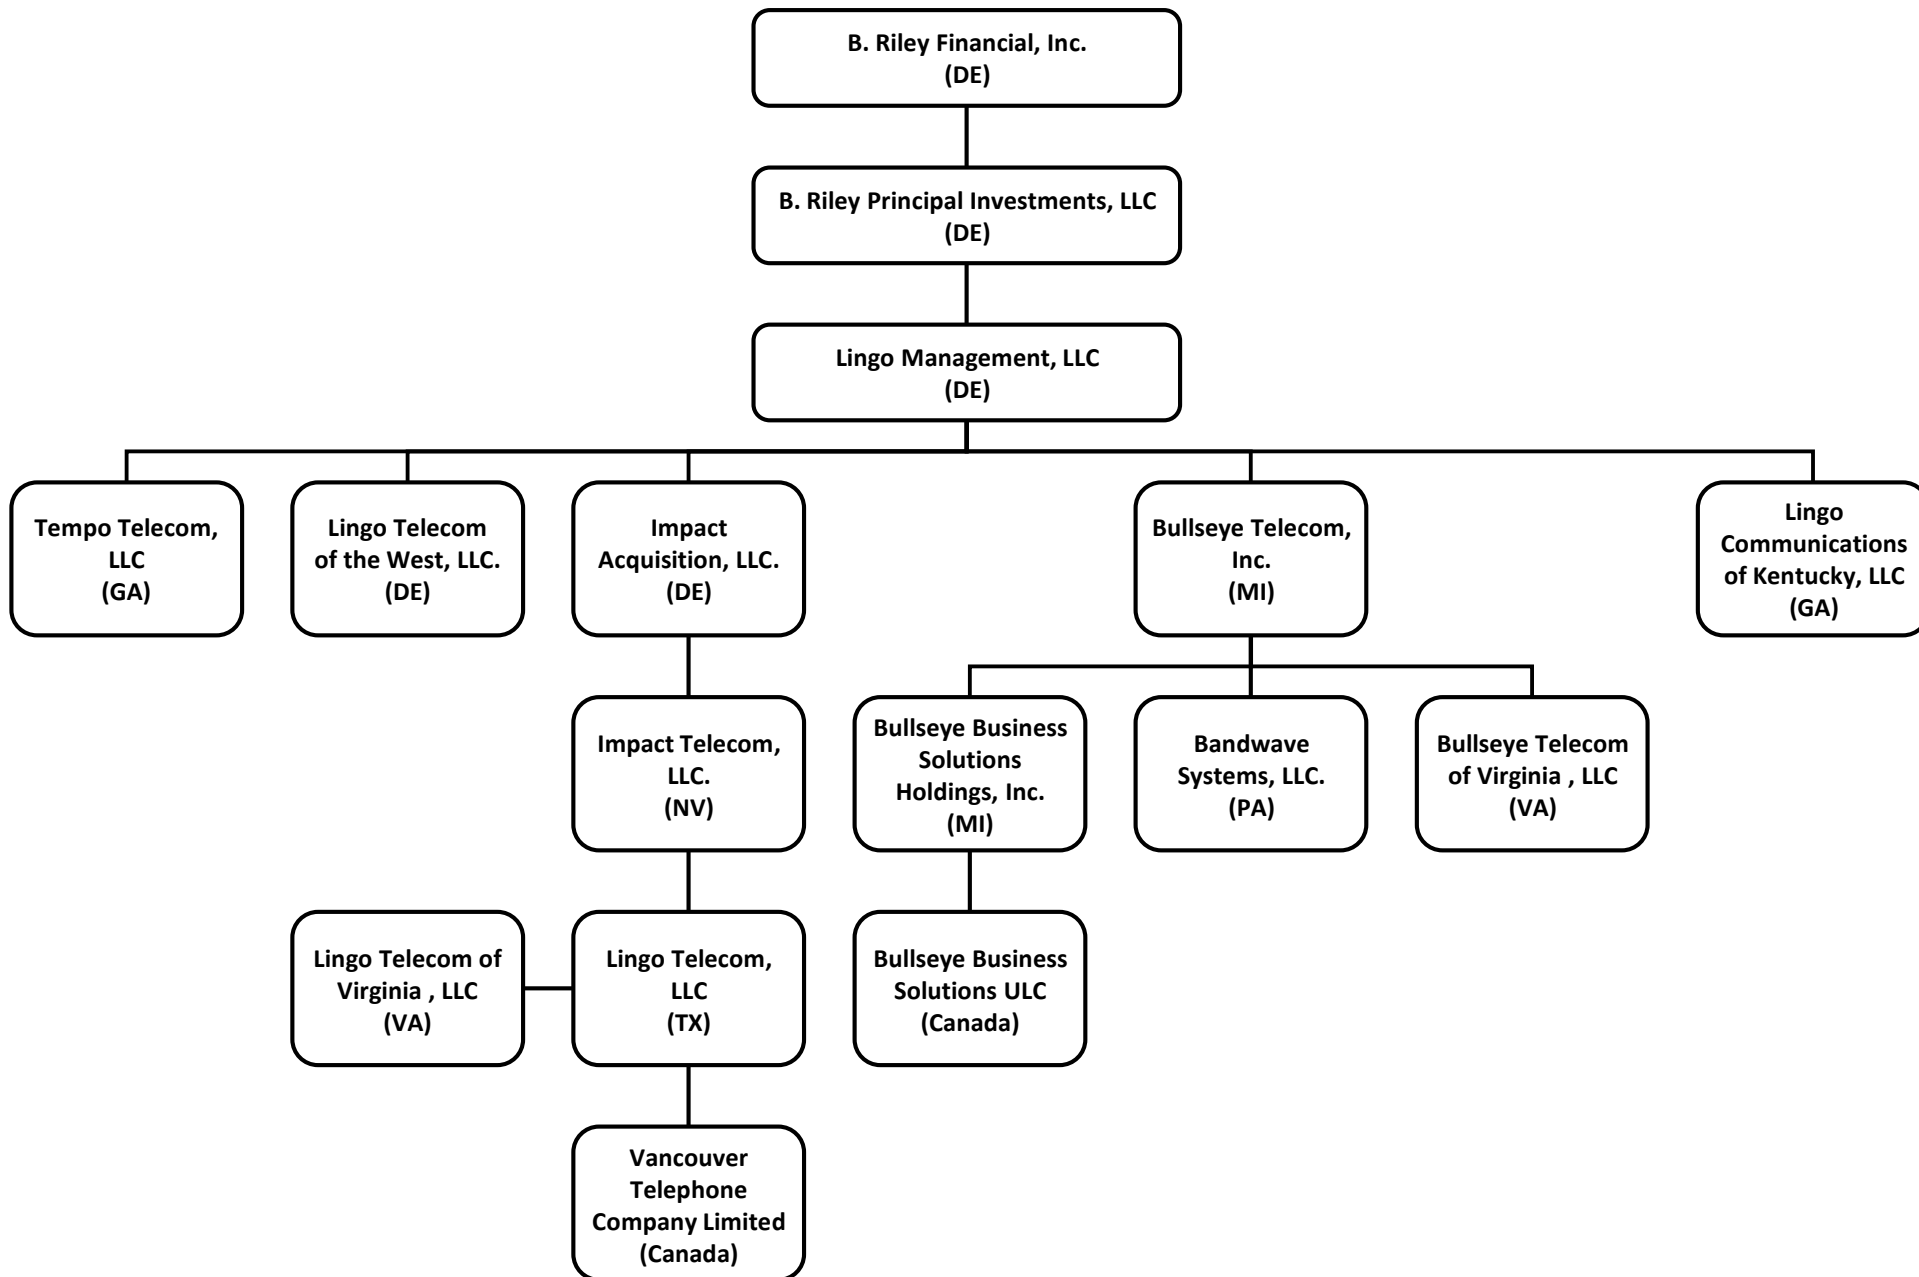 B. Riley Financial, Inc.
(DE)
B. Riley Principal Investments, LLC
(DE)
Lingo Management, LLC
(DE)
Tempo Telecom,
LLC
(GA)
Lingo Telecom
of the West, LLC.
(DE)
Impact
Acquisition, LLC.
(DE)
Bullseye Telecom,
Inc.
(MI)
Lingo
Communications
of Kentucky, LLC
(GA)
Impact Telecom,
LLC.
(NV)
Bullseye Business
Solutions
Holdings, Inc.
(MI)
Bandwave
Systems, LLC.
(PA)
Bullseye Telecom
of Virginia , LLC
(VA)
Lingo Telecom of
Virginia , LLC
(VA)
Lingo Telecom,
LLC
(TX)
Bullseye Business
Solutions ULC
(Canada)
Vancouver
Telephone
Company Limited
(Canada)